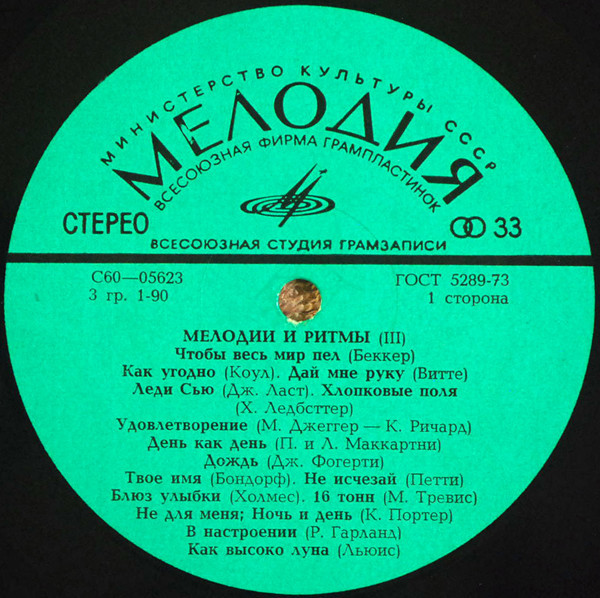 МИНИСТЕРСТВО КУЛЬТУРЫ СССР
МЕЛОДИЯ
ВСЕСОЮЗНАЯ ФИРМА ГРАМПЛАСТИНОК
СТЕРЕО
33
ВСЕСОЮЗНАЯ СТУДИЯ ГРАМЗАПИСИ
С60—05623
ГОСТ 5289-73
3 гр. 1-90
1 сторона
МЕЛОДИИ И РИТМЫ (III)
Чтобы весь мир пел (Беккер)
Как угодно (Коул). Дай мне руку (Витте)
Леди Сью (Дж. Ласт). Хлопковые поля
(Х. Ледбсттер)
Удовлетворение (М. Джеггер — К. Ричард)
День как день (П. и Л. Маккартни)
Дождь (Дж. Фогерти)
Твое имя (Бондорф). Не исчезай (Петти)
Блюз улыбки (Холмес). 16 тонн (М. Тревис)
Не для меня; Ночь и день (К. Портер)
В настроении (Р. Гарланд)
Как высоко луна (Льюис)